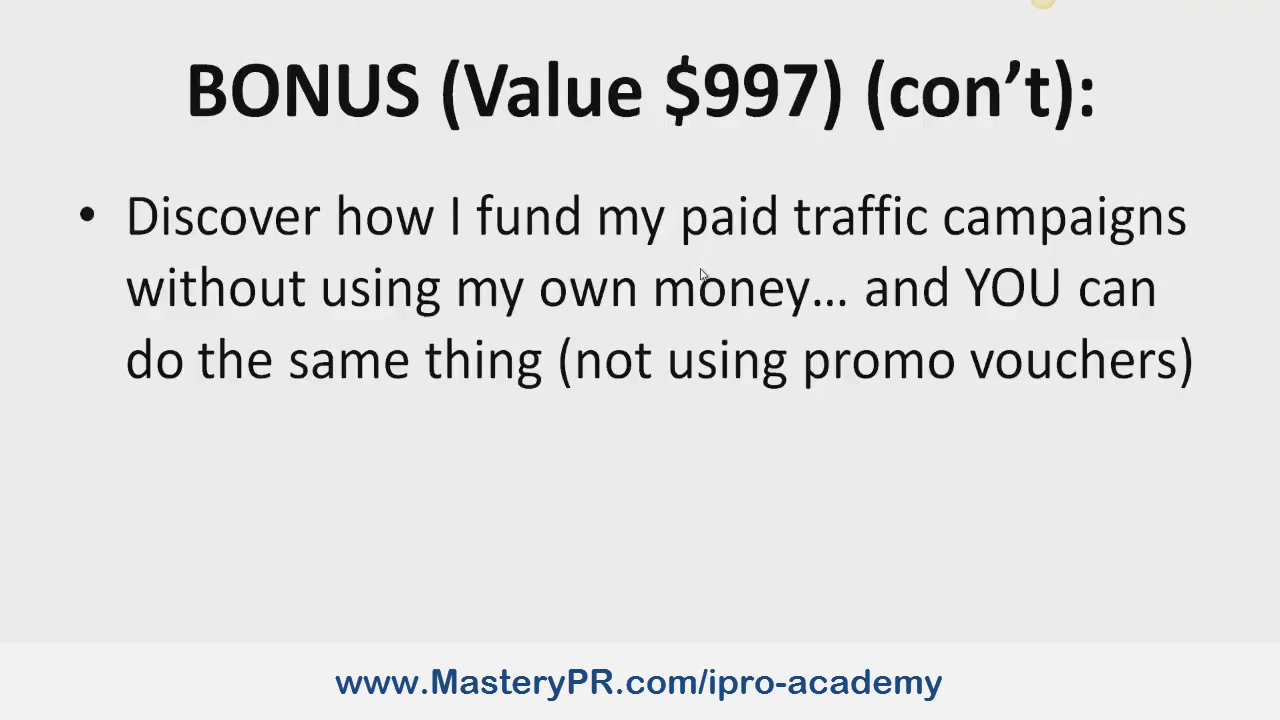 BONUS (Value $997) (con’t):
• Discover how I fund my paid traffic campaigns
without using my own money... and YOU can
do the same thing (not using promo vouchers)
www.MasteryPR.com/ipro-academy